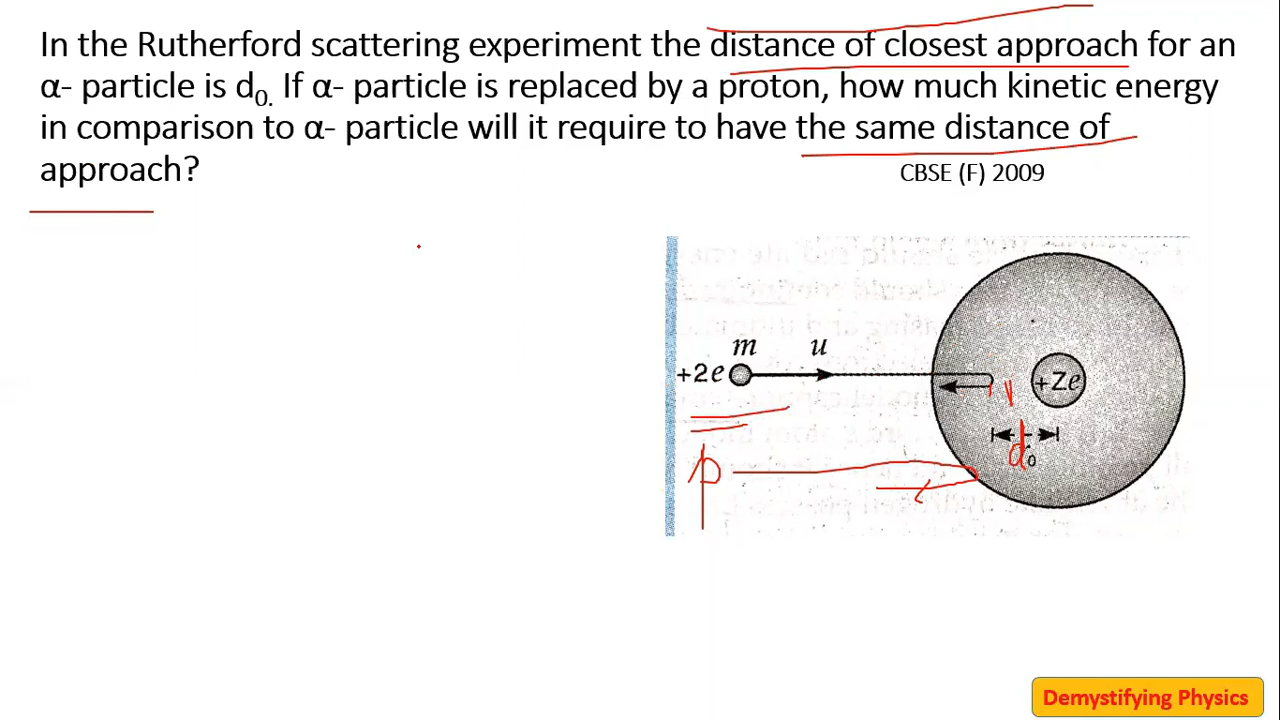 In the Rutherford scattering experiment the distance of closest approach for an
α- particle is d0. If α- particle is replaced by a proton, how much kinetic energy
in comparison to α- particle will it require to have the same distance of
approach?
CBSE (F) 2009
m u
+2e
+Ze
d0
p
Demystifying Physics